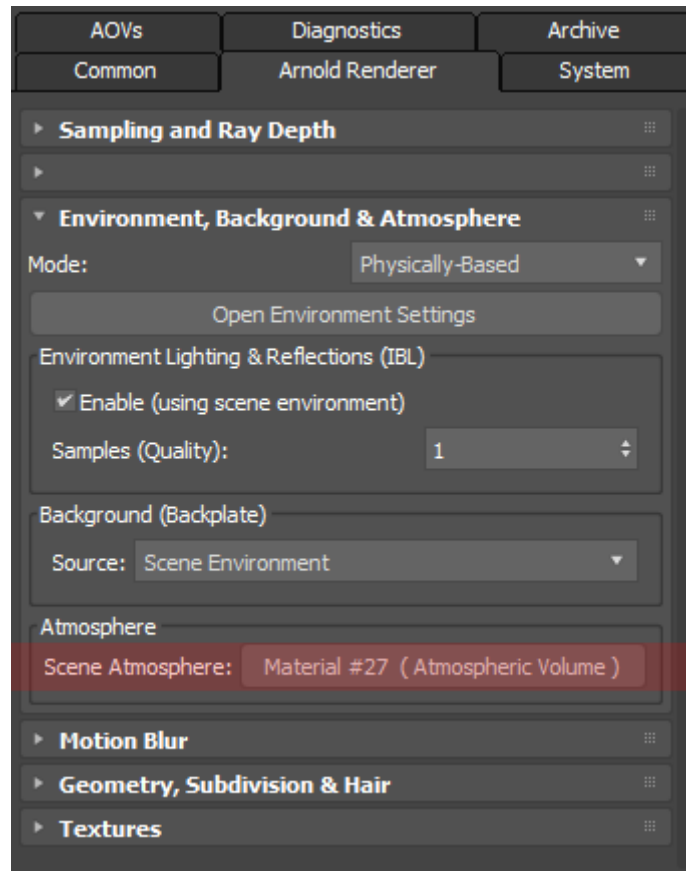 AOVs Diagnostics Archive
Common Arnold Renderer System
Sampling and Ray Depth
Environment, Background & Atmosphere
Mode: Physically-Based
Open Environment Settings
Environment Lighting & Reflections (IBL)
Enable (using scene environment)
Samples (Quality): 1
Background (Backplate)
Source: Scene Environment
Atmosphere
Scene Atmosphere: Material #27 ( Atmospheric Volume )
Motion Blur
Geometry, Subdivision & Hair
Textures